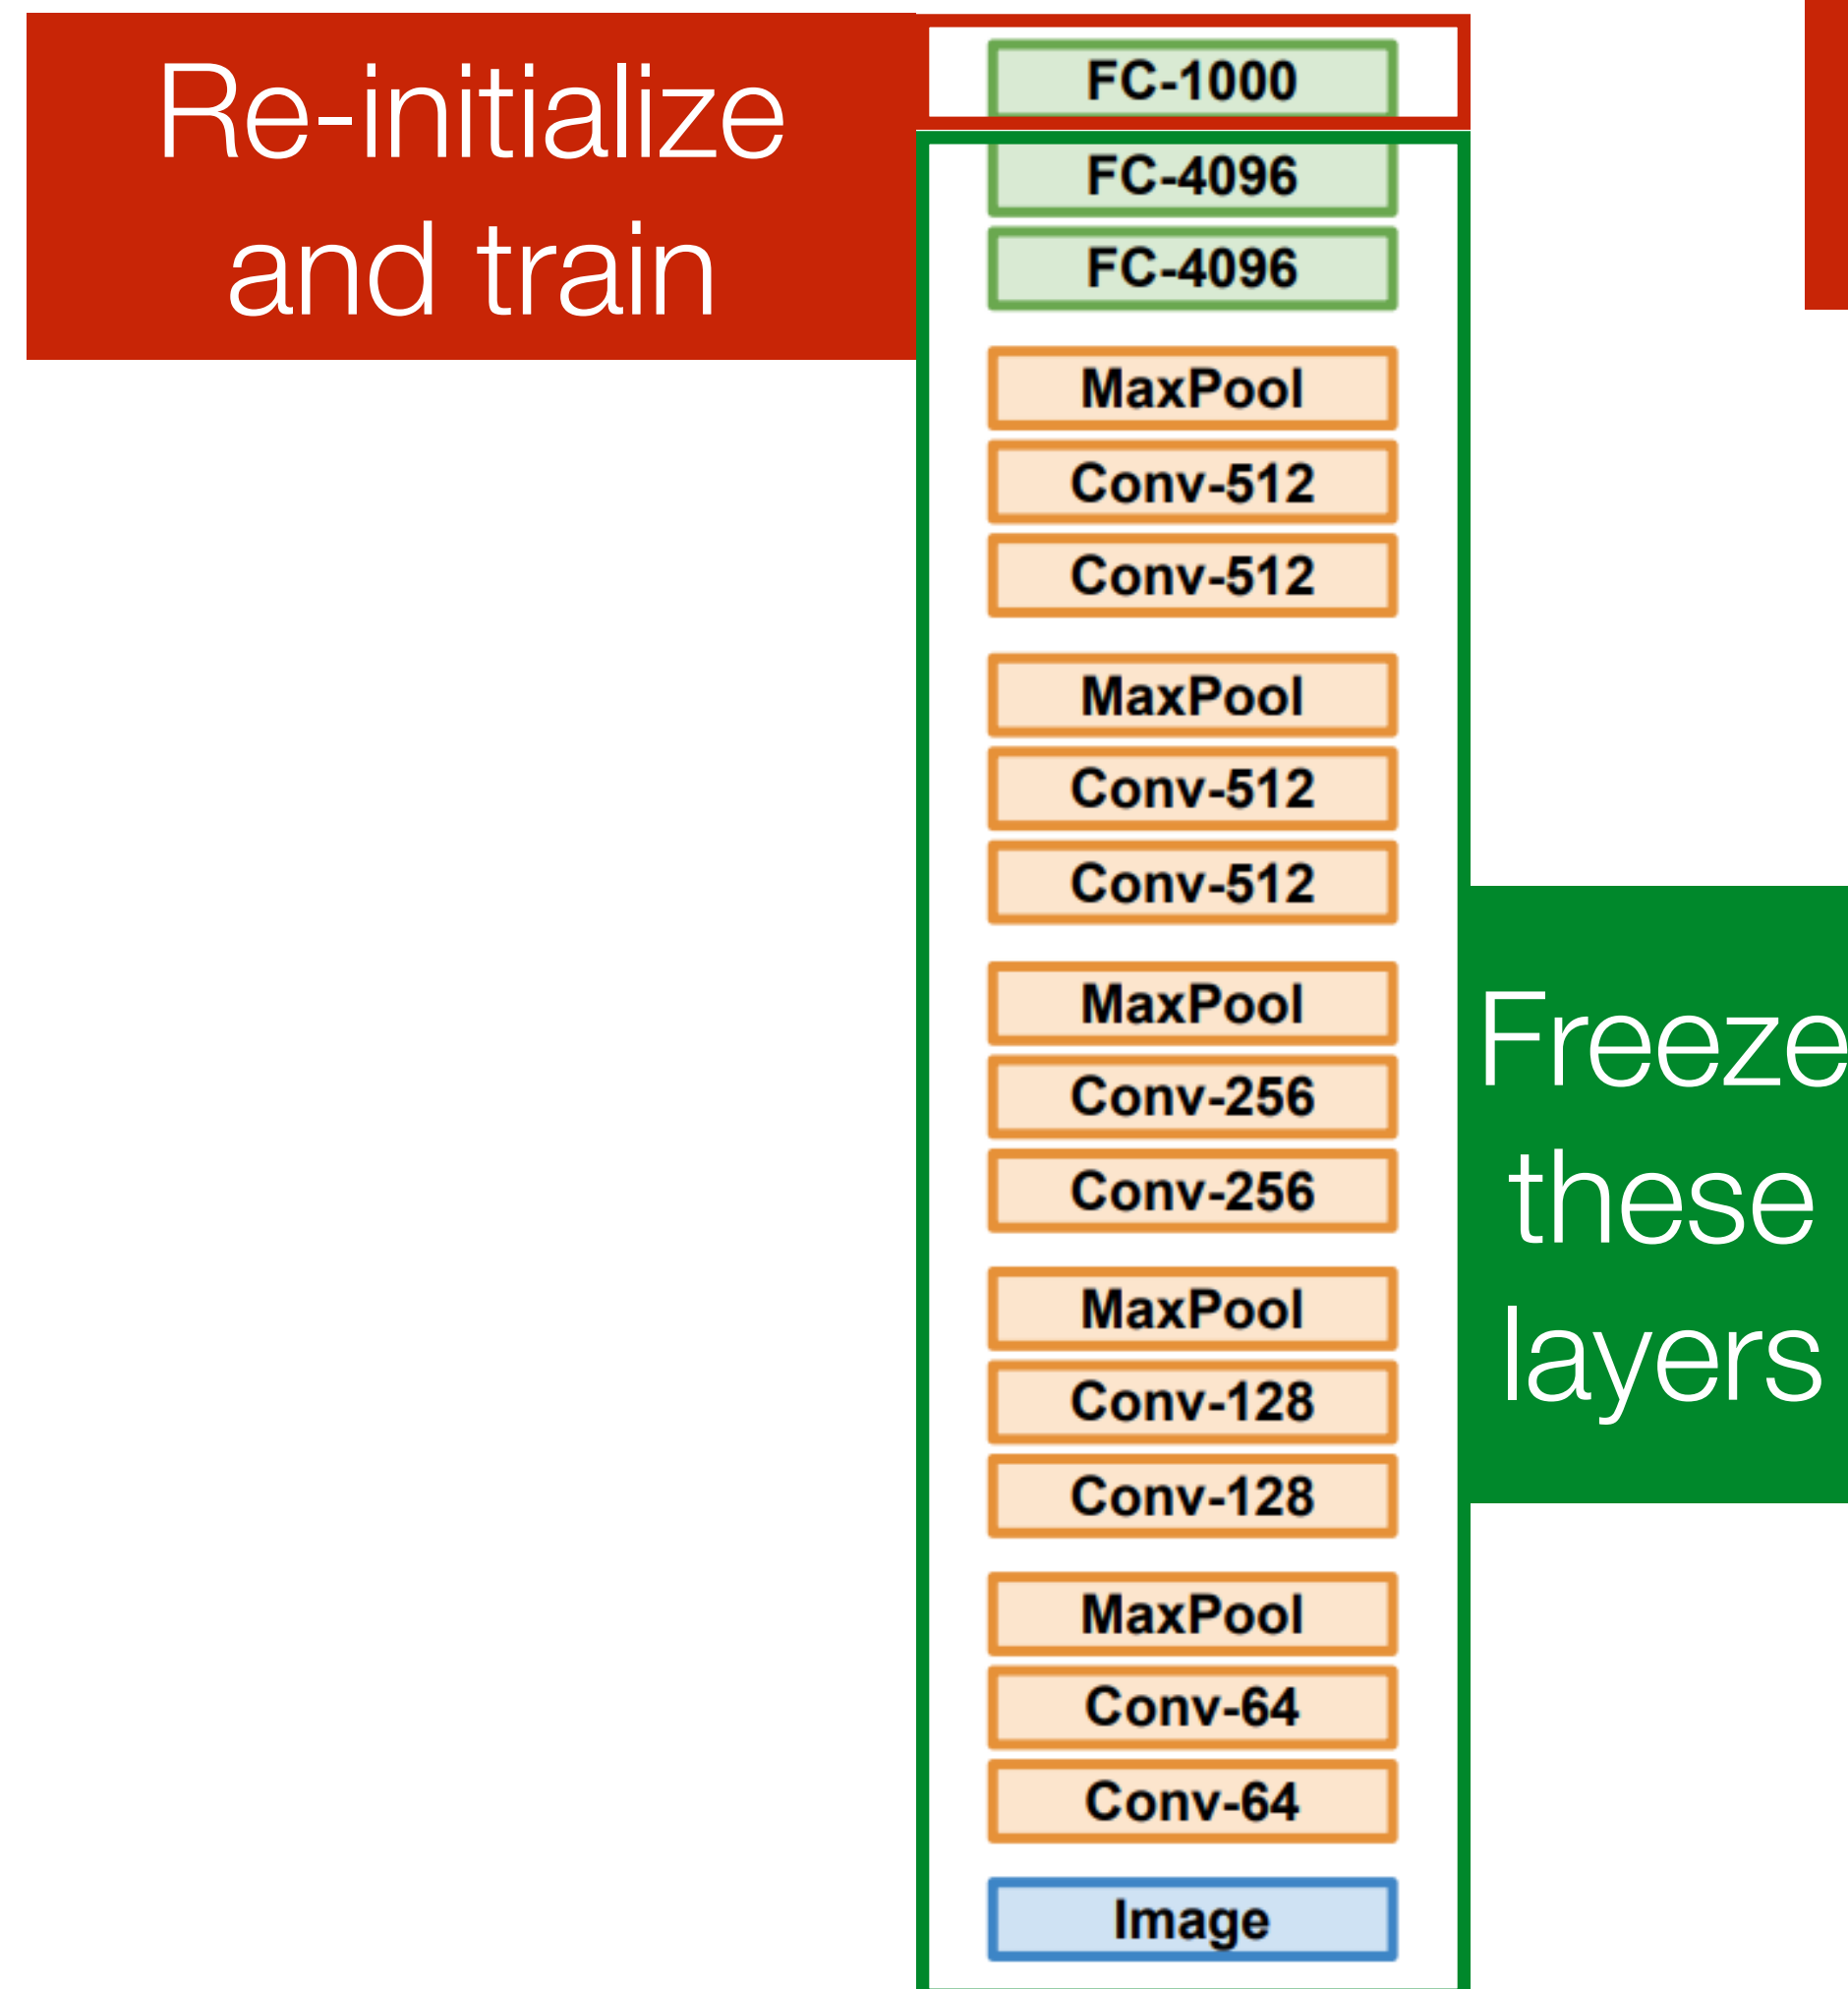 Re-initialize
and train
FC-1000
FC-4096
FC-4096
MaxPool
Conv-512
Conv-512
MaxPool
Conv-512
Conv-512
MaxPool
Conv-256
Conv-256
MaxPool
Conv-128
Conv-128
MaxPool
Conv-64
Conv-64
Image
Freeze
these
layers